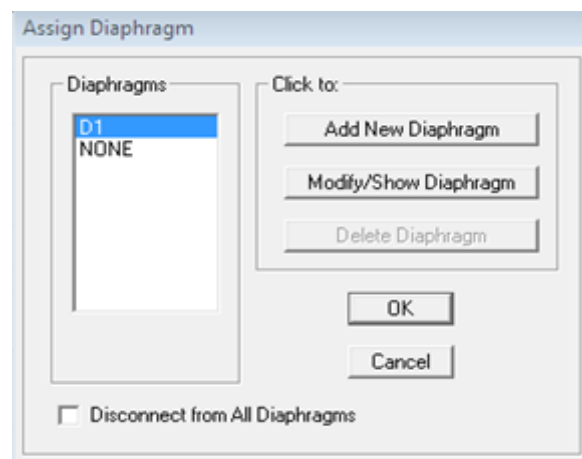 Assign Diaphragm
Diaphragms
D1
NONE
Click to:
Add New Diaphragm
Modify/Show Diaphragm
Delete Diaphragm
OK
Cancel
Disconnect from All Diaphragms